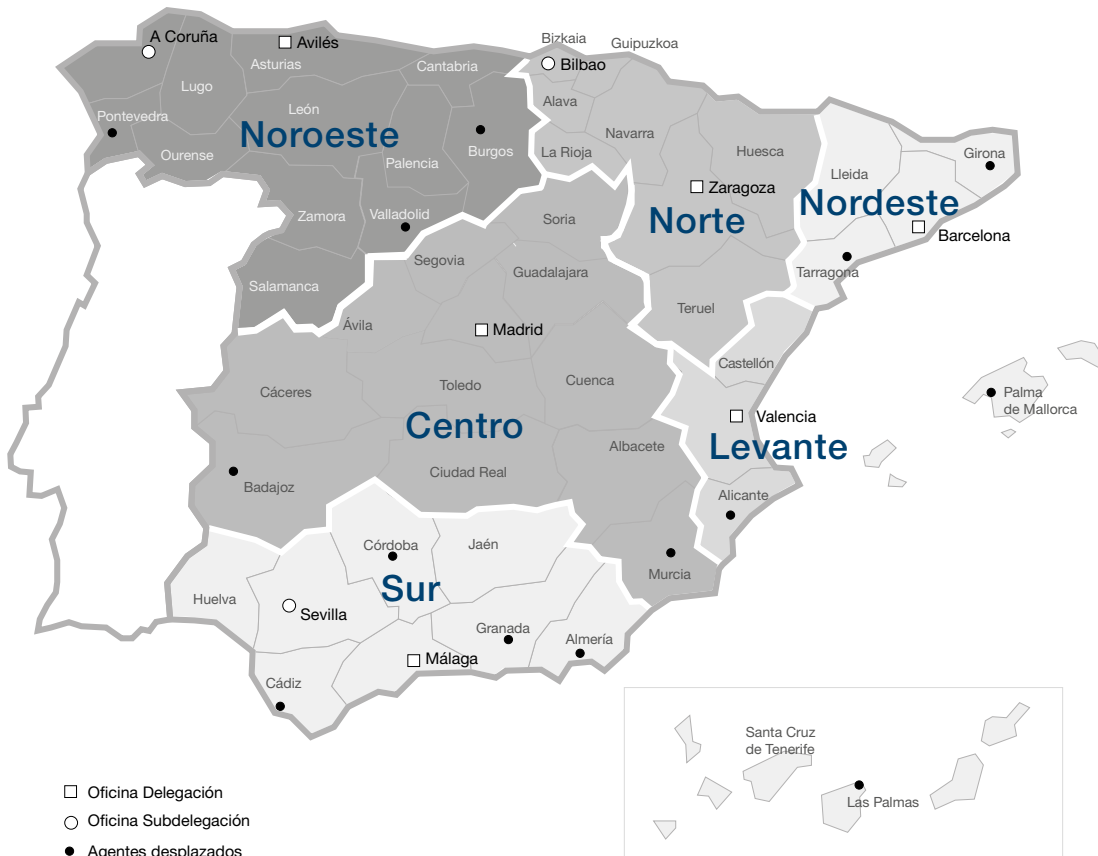 A Coruña
Avilés
Bizkaia
Guipuzkoa
Asturias
Cantabria
Bilbao
Lugo
Alava
León
Pontevedra
Noroeste
Navarra
Ourense
Palencia
Burgos
La Rioja
Huesca
Girona
Lleida
Zaragoza
Nordeste
Zamora
Valladolid
Soria
Norte
Barcelona
Segovia
Guadalajara
Tarragona
Salamanca
Teruel
Ávila
Madrid
Castellón
Cáceres
Toledo
Cuenca
Palma
de Mallorca
Valencia
Centro
Levante
Albacete
Ciudad Real
Badajoz
Alicante
Córdoba
Jaén
Murcia
Sur
Huelva
Sevilla
Granada
Almería
Málaga
Cádiz
Santa Cruz
de Tenerife
Las Palmas
Oficina Delegación
Oficina Subdelegación
Agentes desplazados